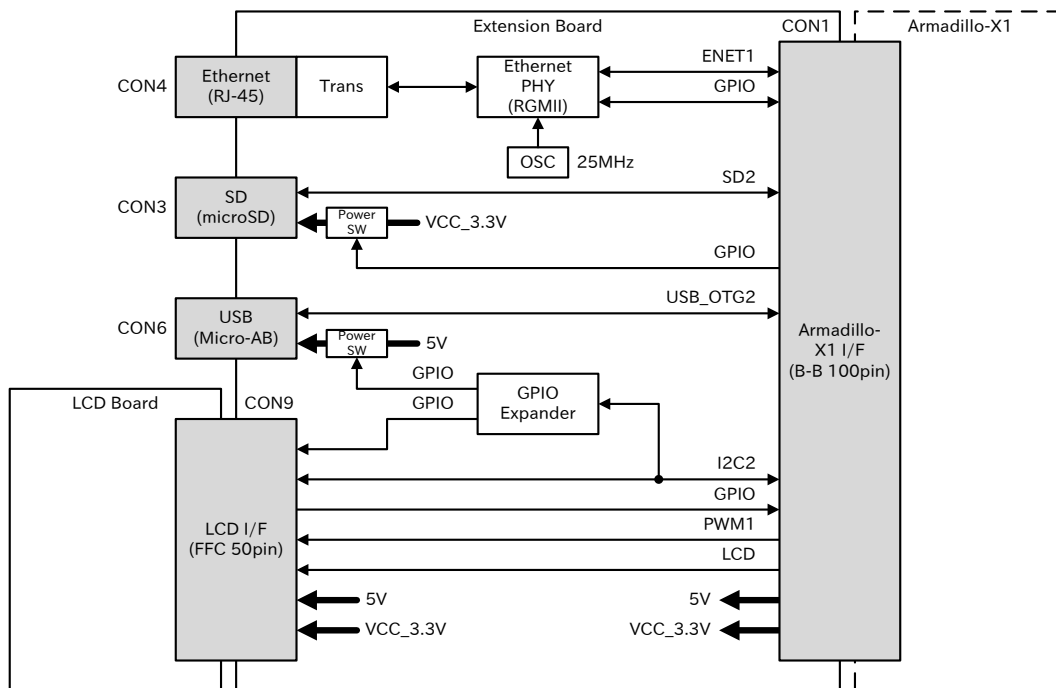 Extension Board
CON1
Armadillo-X1
CON4
Ethernet
(RJ-45)
Trans
Ethernet
PHY
(RGMII)
ENET1
GPIO
OSC
25MHz
CON3
SD
(microSD)
SD2
Power
SW
VCC_3.3V
GPIO
CON6
USB
(Micro-AB)
USB_OTG2
Power
SW
5V
GPIO
GPIO
GPIO
Expander
Armadillo-
X1 I/F
(B-B 100pin)
LCD Board
CON9
LCD I/F
(FFC 50pin)
I2C2
GPIO
PWM1
LCD
5V
VCC_3.3V
5V
VCC_3.3V